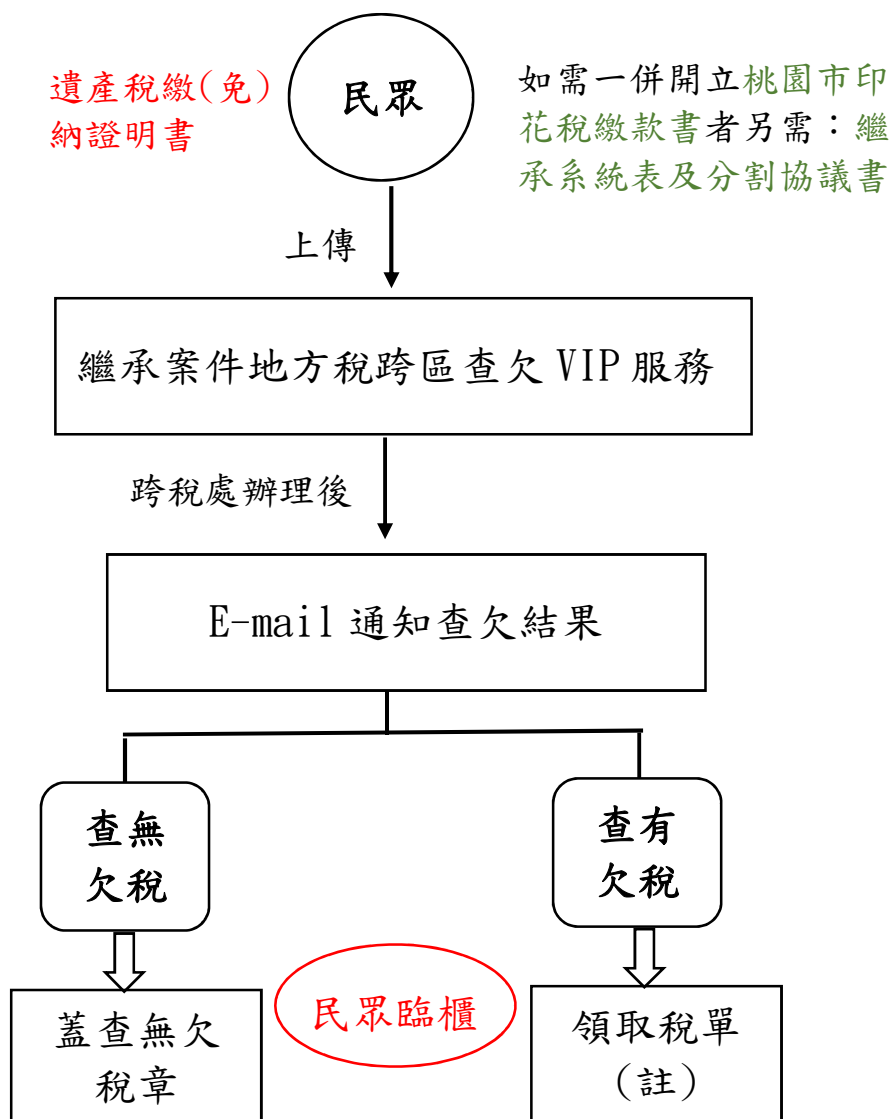 遺產稅繳(免)
納證明書
民眾
如需一併開立桃園市印
花稅繳款書者另需：繼
承系統表及分割協議書
上傳
繼承案件地方稅跨區查欠 VIP 服務
跨稅處辦理後
E-mail 通知查欠結果
查無
欠稅
查有
欠稅
蓋查無欠
稅章
民眾臨櫃
領取稅單
(註)